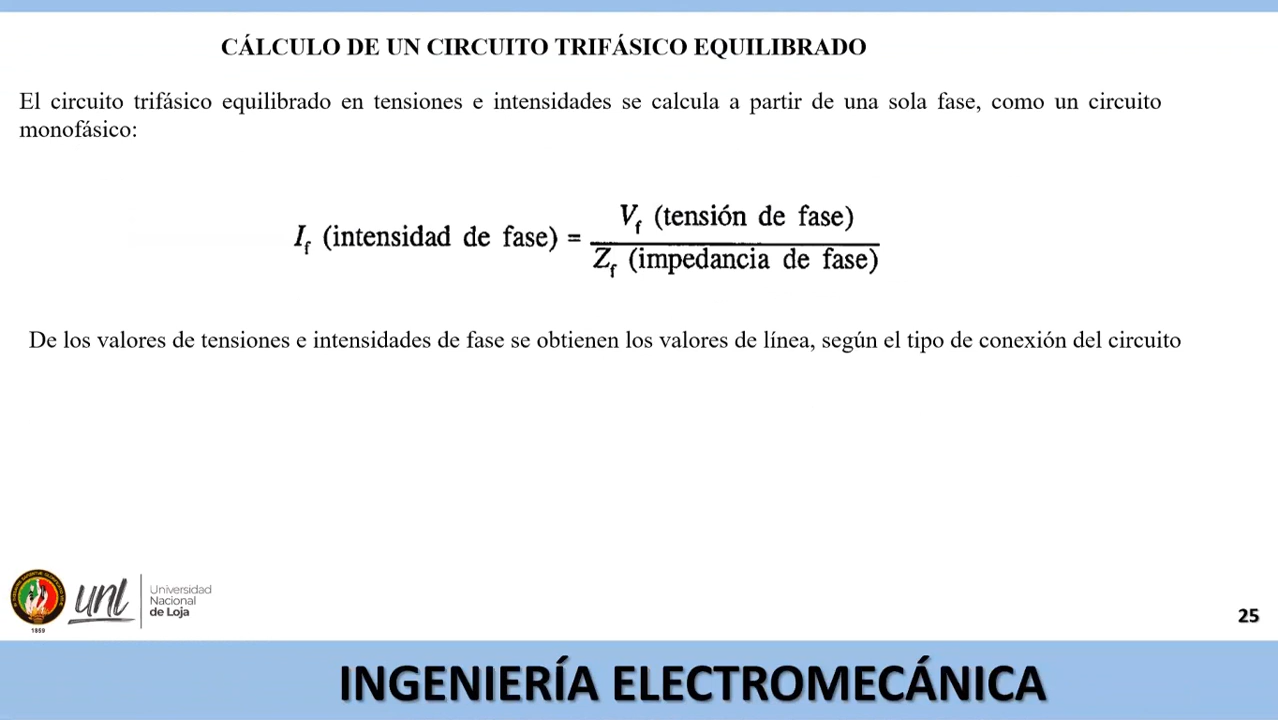 CÁLCULO DE UN CIRCUITO TRIFÁSICO EQUILIBRADO
El circuito trifásico equilibrado en tensiones e intensidades se calcula a partir de una sola fase, como un circuito
monofásico:
I_f (intensidad de fase) = V_f (tensión de fase) / Z_f (impedancia de fase)
De los valores de tensiones e intensidades de fase se obtienen los valores de línea, según el tipo de conexión del circuito
unl
Universidad
Nacional
de Loja
1859
25
INGENIERÍA ELECTROMECÁNICA